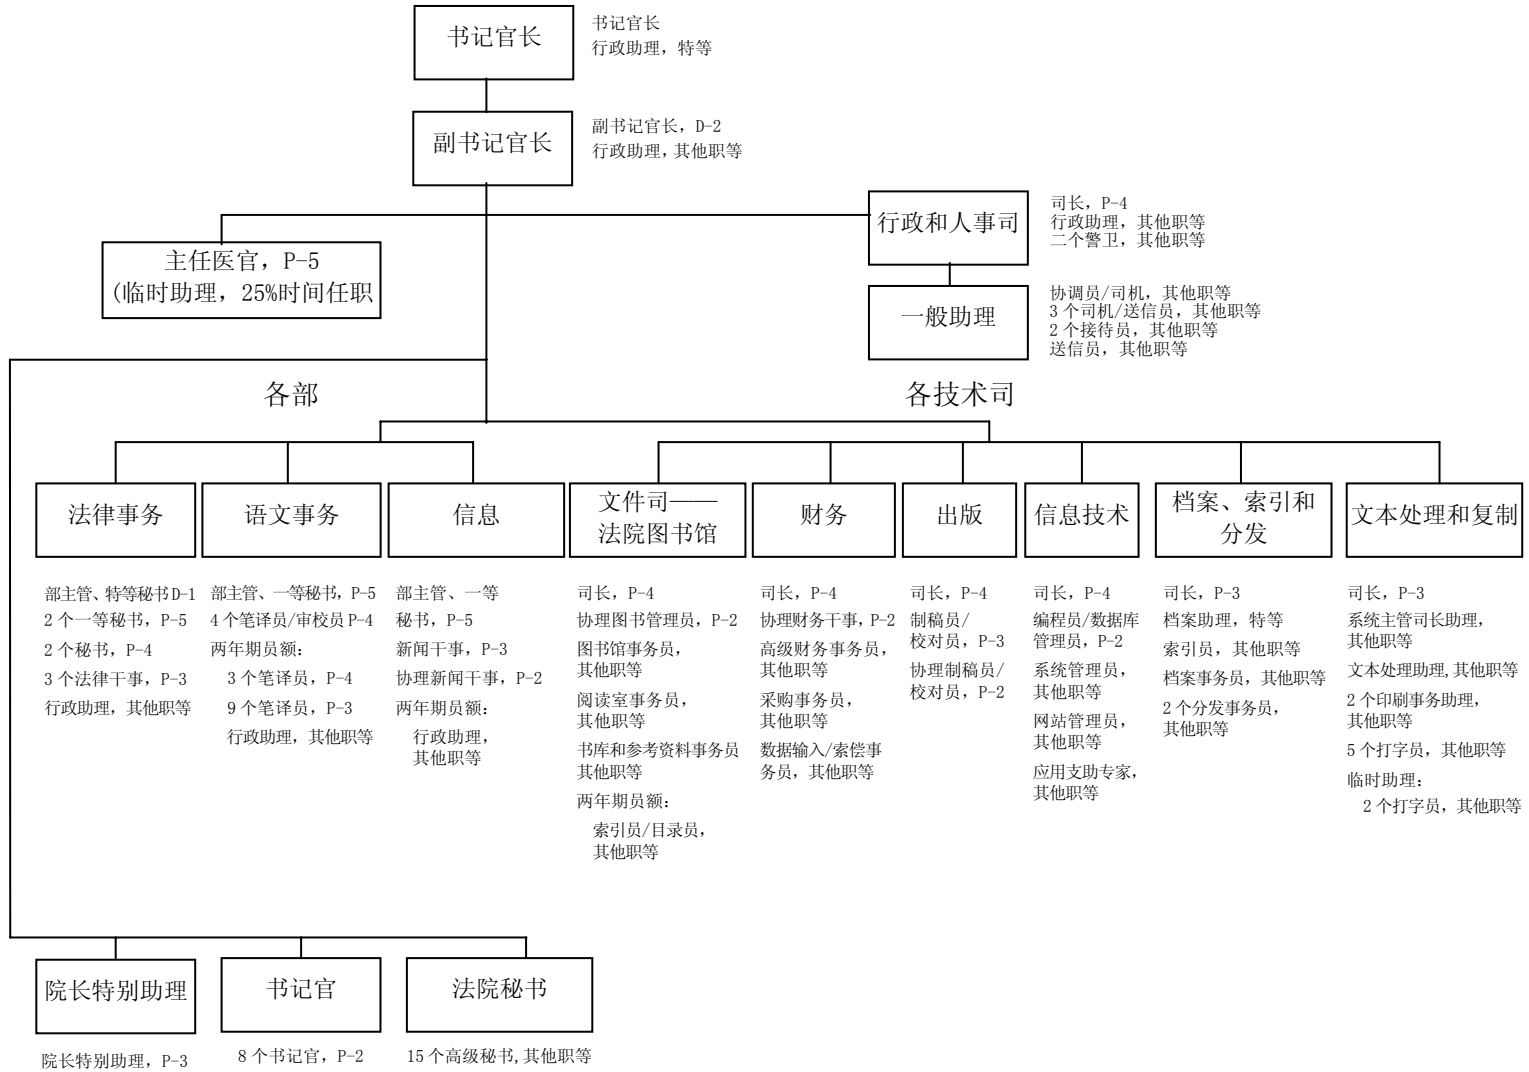 书记官长
书记官长
行政助理，特等
副书记官长
副书记官长，D-2
行政助理，其他职等
行政和人事司
司长，P-4
行政助理，其他职等
二个警卫，其他职等
主任医官，P-5
(临时助理，25%时间任职
一般助理
协调员/司机，其他职等
3 个司机/送信员，其他职等
2 个接待员，其他职等
送信员，其他职等
各部
各技术司
法律事务
部主管、特等秘书 D-1
2 个一等秘书，P-5
2 个秘书，P-4
3 个法律干事，P-3
行政助理，其他职等
语文事务
部主管、一等秘书，P-5
4 个笔译员/审校员 P-4
两年期员额：
3 个笔译员，P-4
9 个笔译员，P-3
行政助理，其他职等
信息
部主管、一等
秘书，P-5
新闻干事，P-3
协理新闻干事，P-2
两年期员额：
行政助理，
其他职等
文件司——
法院图书馆
司长，P-4
协理图书管理员，P-2
图书馆事务员，
其他职等
阅读室事务员，
其他职等
书库和参考资料事务员
其他职等
两年期员额：
索引员/目录员，
其他职等
财务
司长，P-4
协理财务干事，P-2
高级财务事务员，
其他职等
采购事务员，
其他职等
数据输入/索偿事
务员，其他职等
出版
司长，P-4
制稿员/
校对员，P-3
协理制稿员/
校对员，P-2
信息技术
司长，P-4
编程员/数据库
管理员，P-2
系统管理员，
其他职等
网站管理员，
其他职等
应用支助专家，
其他职等
档案、索引和
分发
司长，P-3
档案助理，特等
索引员，其他职等
档案事务员，其他职等
2 个分发事务员，
其他职等
文本处理和复制
司长，P-3
系统主管司长助理，
其他职等
文本处理助理,其他职等
2 个印刷事务助理，
其他职等
5 个打字员，其他职等
临时助理：
2 个打字员，其他职等
院长特别助理
院长特别助理，P-3
书记官
8 个书记官，P-2
法院秘书
15 个高级秘书,其他职等